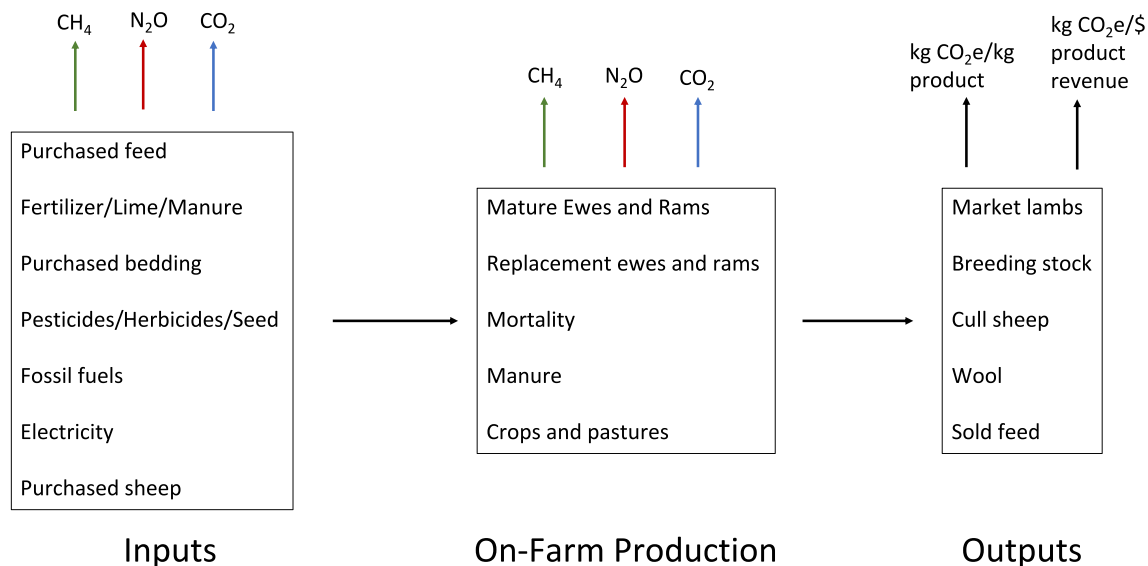 CH₄ N₂O CO₂
Purchased feed
Fertilizer/Lime/Manure
Purchased bedding
Pesticides/Herbicides/Seed
Fossil fuels
Electricity
Purchased sheep
Inputs
CH₄ N₂O CO₂
Mature Ewes and Rams
Replacement ewes and rams
Mortality
Manure
Crops and pastures
On-Farm Production
kg CO₂e/kg
product
kg CO₂e/$
product
revenue
Market lambs
Breeding stock
Cull sheep
Wool
Sold feed
Outputs